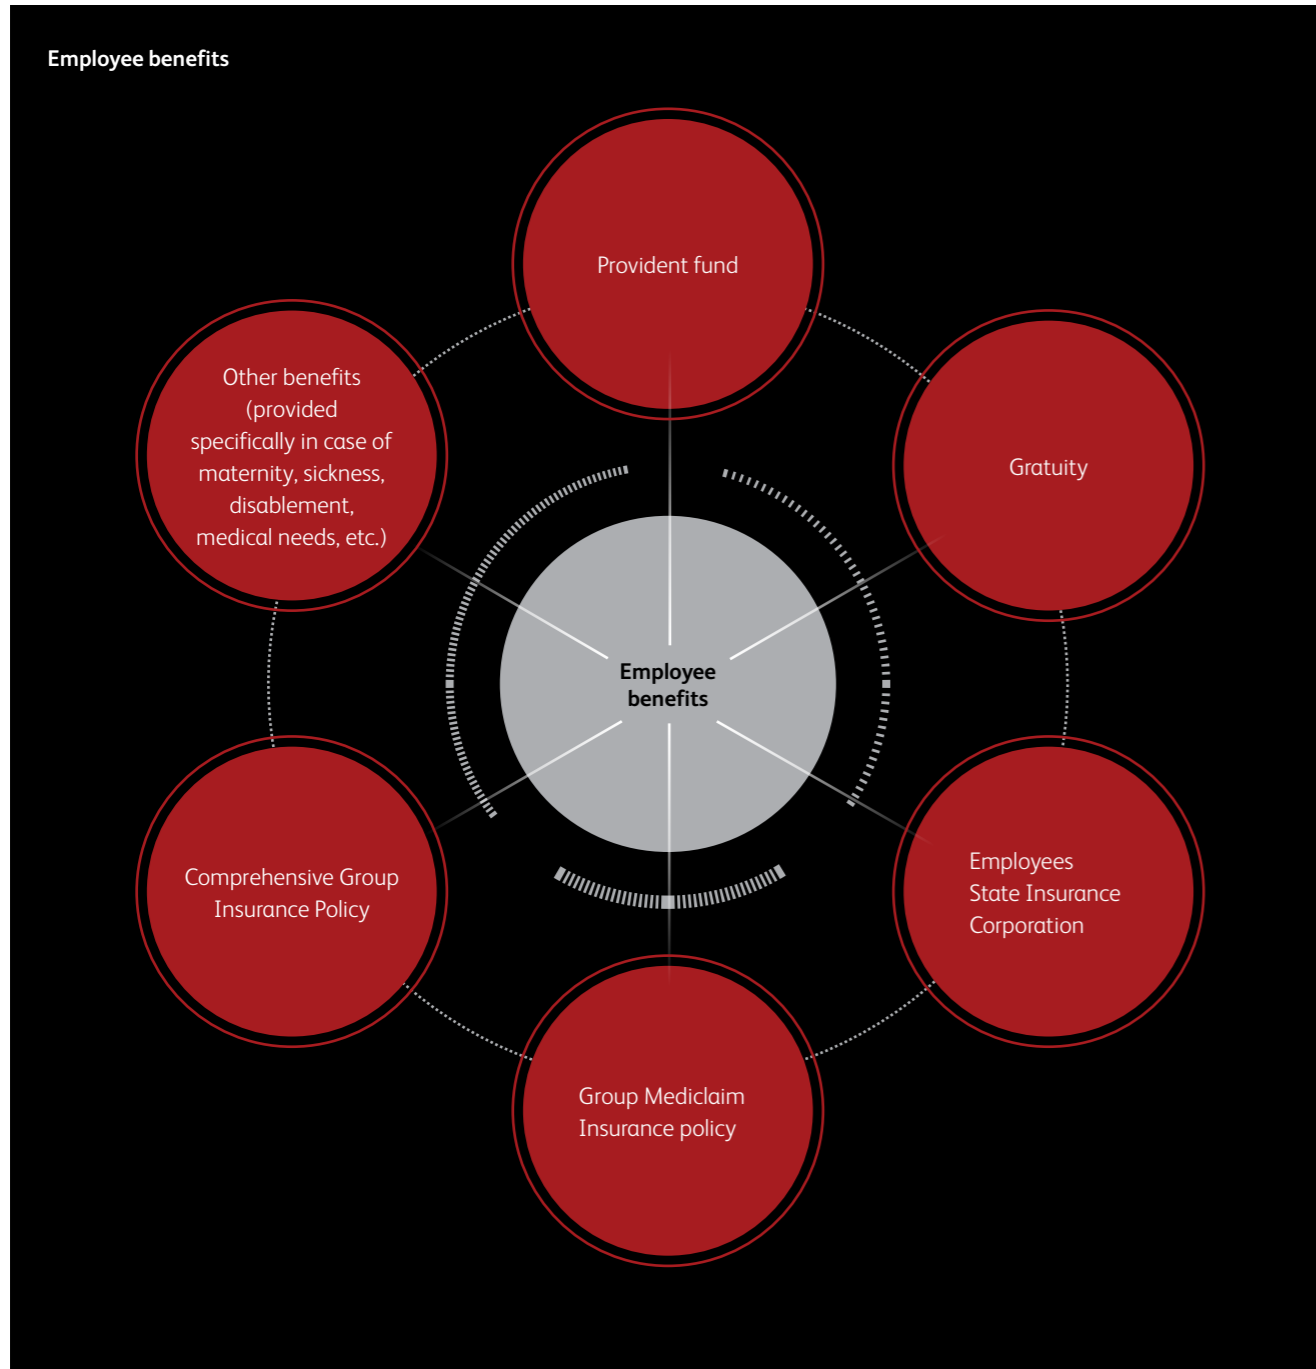 Employee benefits
Provident fund
Other benefits
(provided
specifically in case of
maternity, sickness,
disablement,
medical needs, etc.)
Gratuity
Employee
benefits
Comprehensive Group
Insurance Policy
Employees
State Insurance
Corporation
Group Mediclaim
Insurance policy